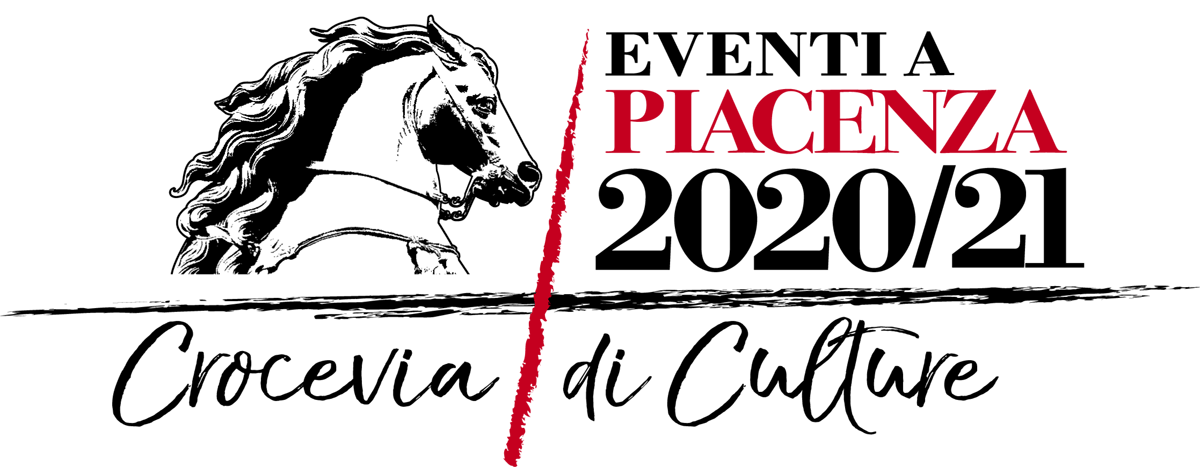 EVENTI A
PIACENZA
2020/21
Crocevia di Culture